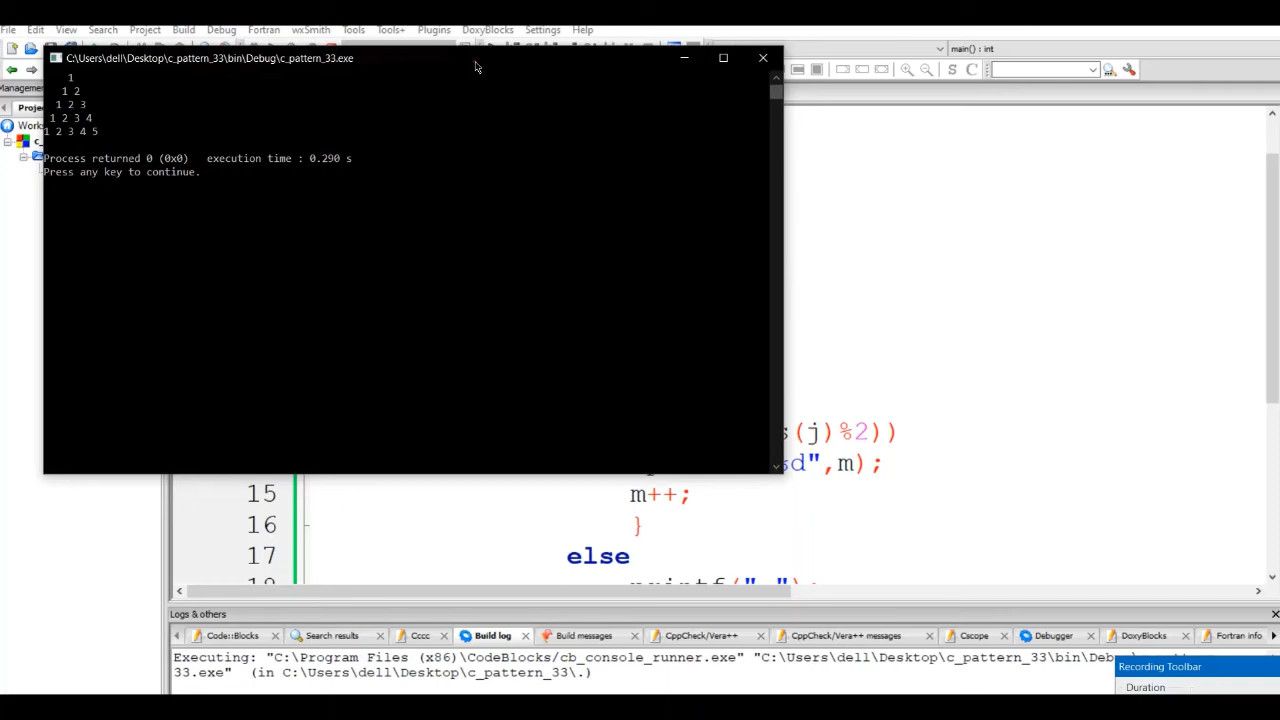 File Edit View Search Project Build Debug Fortran wxSmith Tools Tools+ Plugins DoxyBlocks Settings Help
main() : int
C:\Users\dell\Desktop\c_pattern_33\bin\Debug\c_pattern_33.exe
S C
Management
    1
   1 2
  1 2 3
 1 2 3 4
1 2 3 4 5
Process returned 0 (0x0)   execution time : 0.290 s
Press any key to continue.
s(j)%2))
%d",m);
15 m++;
16 }
17 else
Logs & others
Code::Blocks Search results Cccc Build log Build messages CppCheck/Vera++ CppCheck/Vera++ messages Cscope Debugger DoxyBlocks Fortran info
Executing: "C:\Program Files (x86)\CodeBlocks/cb_console_runner.exe" "C:\Users\dell\Desktop\c_pattern_33\bin\Debug
33.exe"  (in C:\Users\dell\Desktop\c_pattern_33\.)
Recording Toolbar
Duration